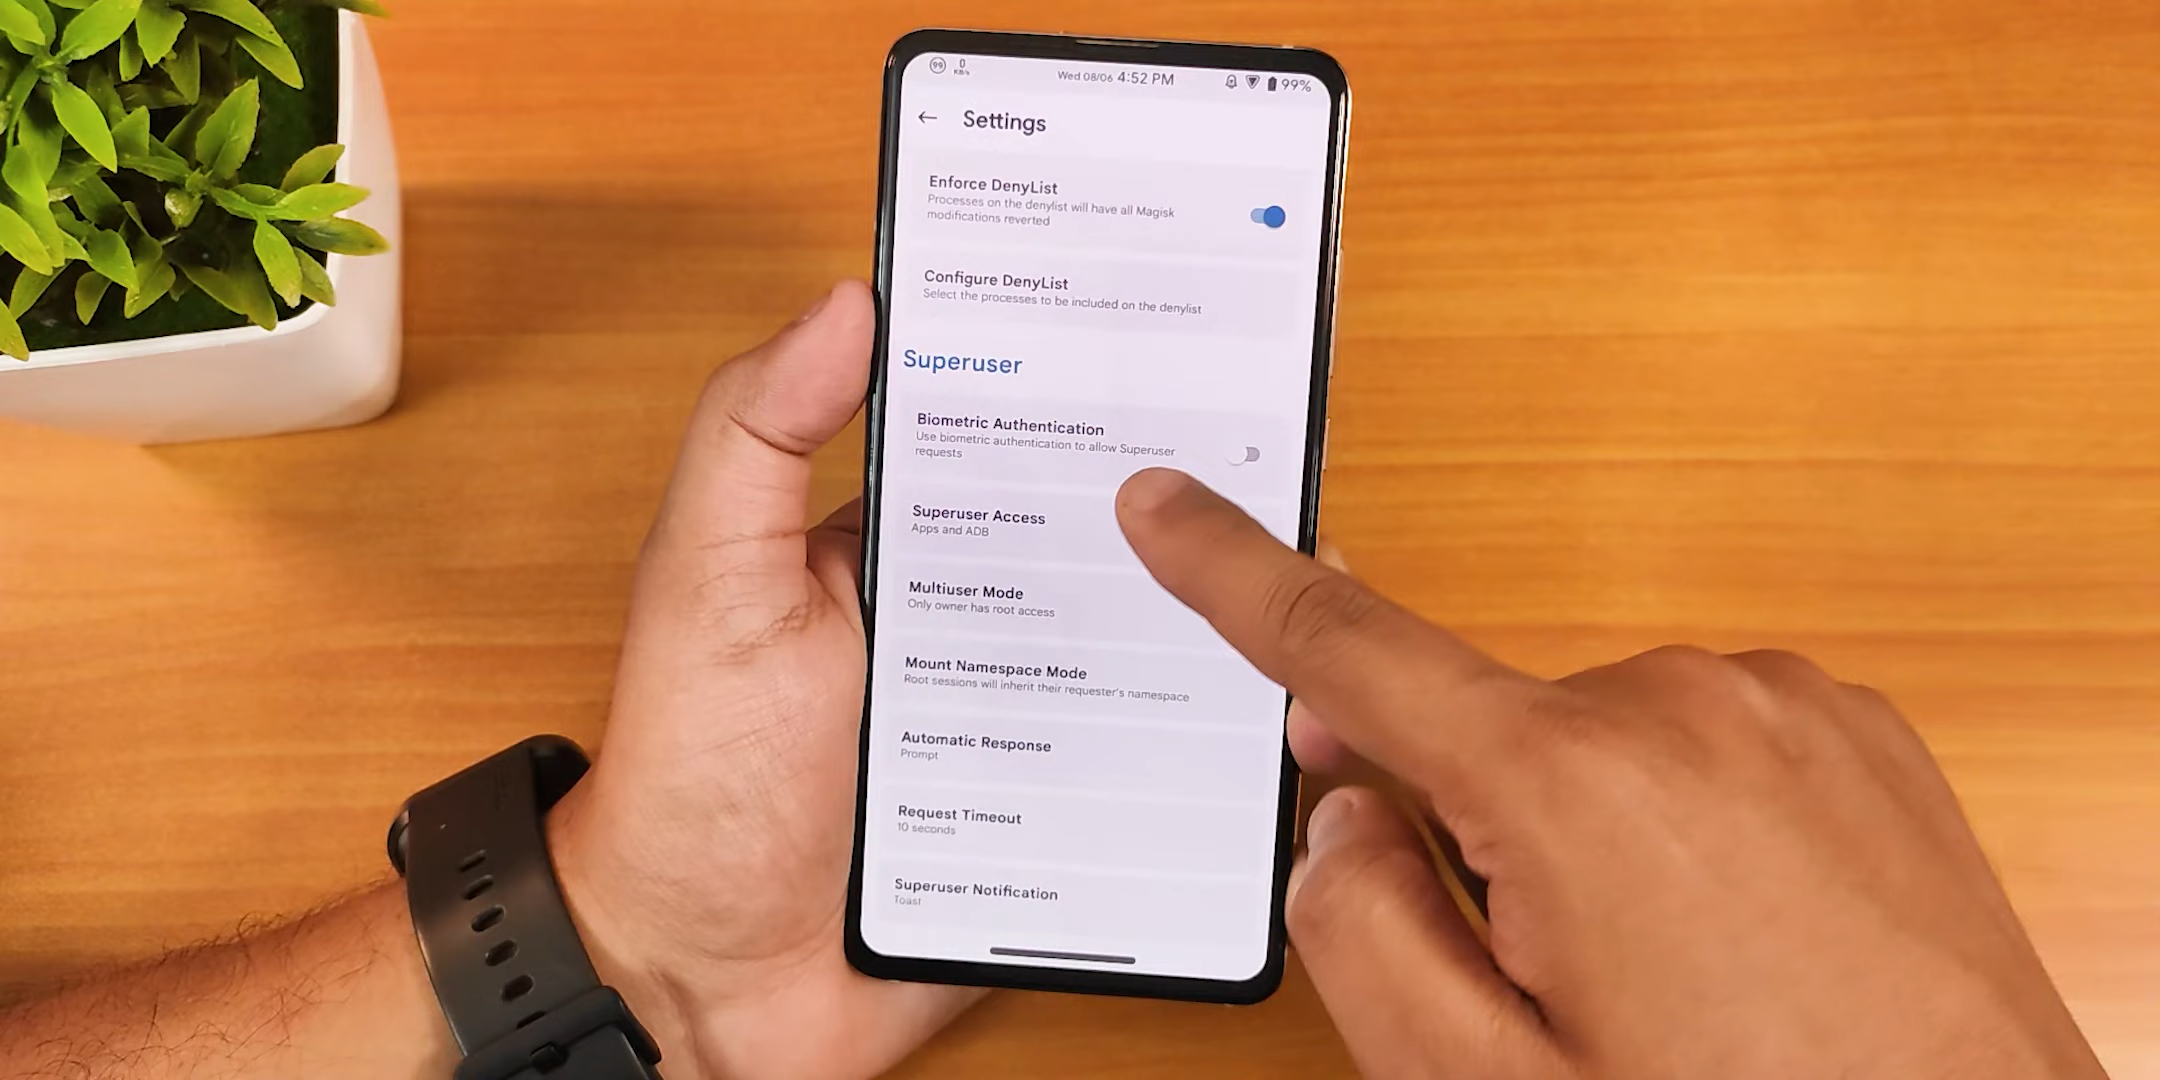 99 0 KB/s Wed 08/06 4:52 PM 99%
Settings
Enforce DenyList
Processes on the denylist will have all Magisk
modifications reverted
Configure DenyList
Select the processes to be included on the denylist
Superuser
Biometric Authentication
Use biometric authentication to allow Superuser
requests
Superuser Access
Apps and ADB
Multiuser Mode
Only owner has root access
Mount Namespace Mode
Root sessions will inherit their requester's namespace
Automatic Response
Prompt
Request Timeout
10 seconds
Superuser Notification
Toast